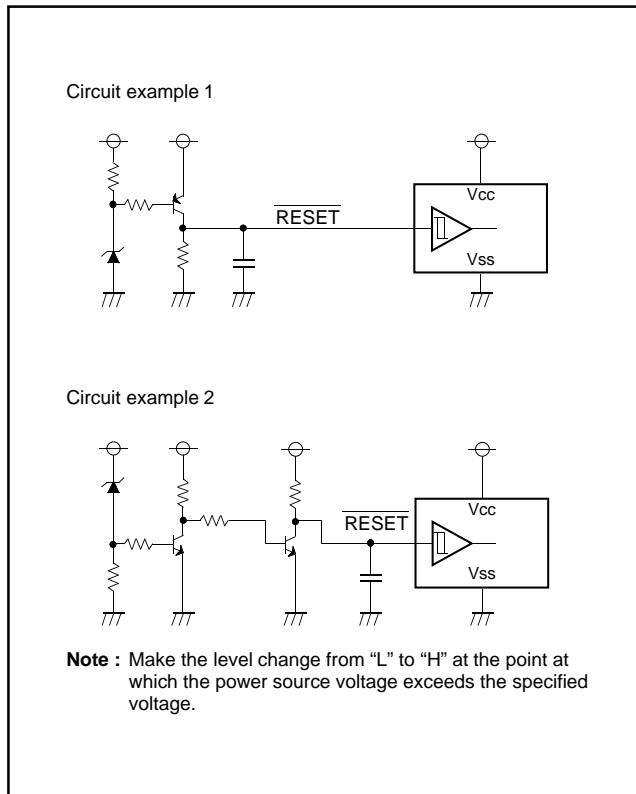 Circuit example 1
RESET
Vcc
Vss
Circuit example 2
RESET
Vcc
Vss
Note : Make the level change from “L” to “H” at the point at
which the power source voltage exceeds the specified
voltage.